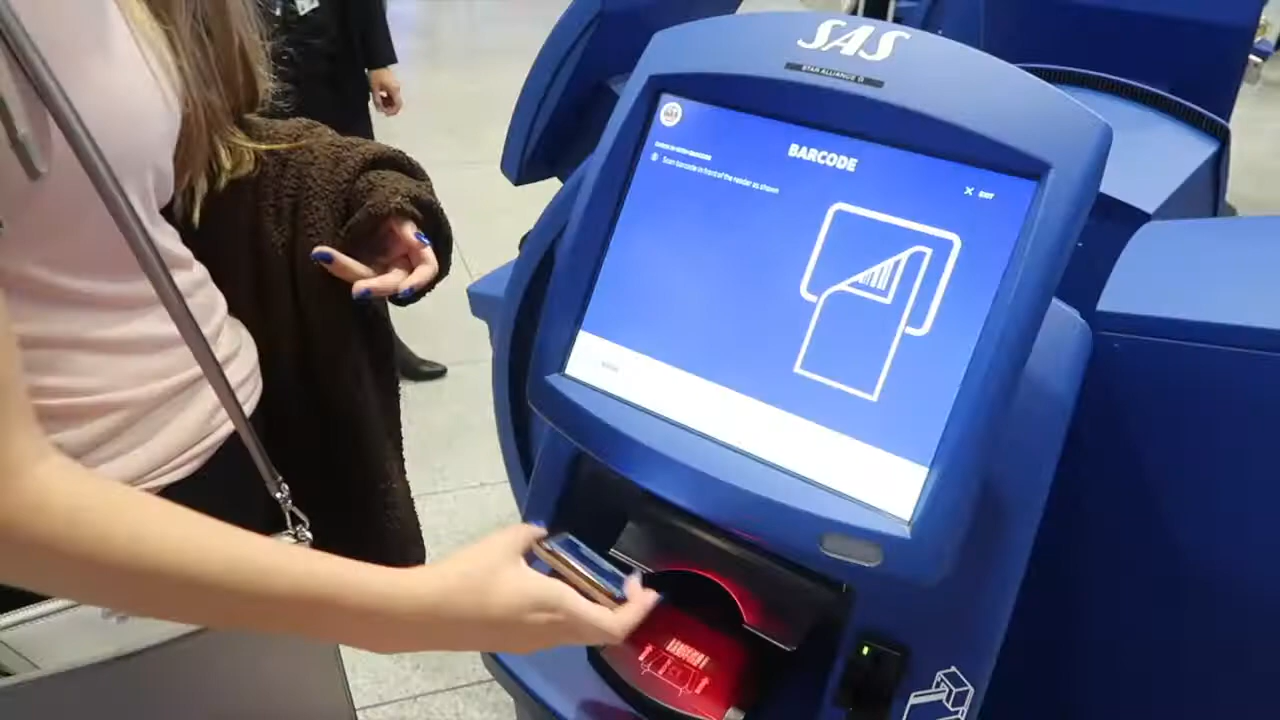 SAS
STAR ALLIANCE
BARCODE
Scan barcode in front of the reader as shown
EXIT